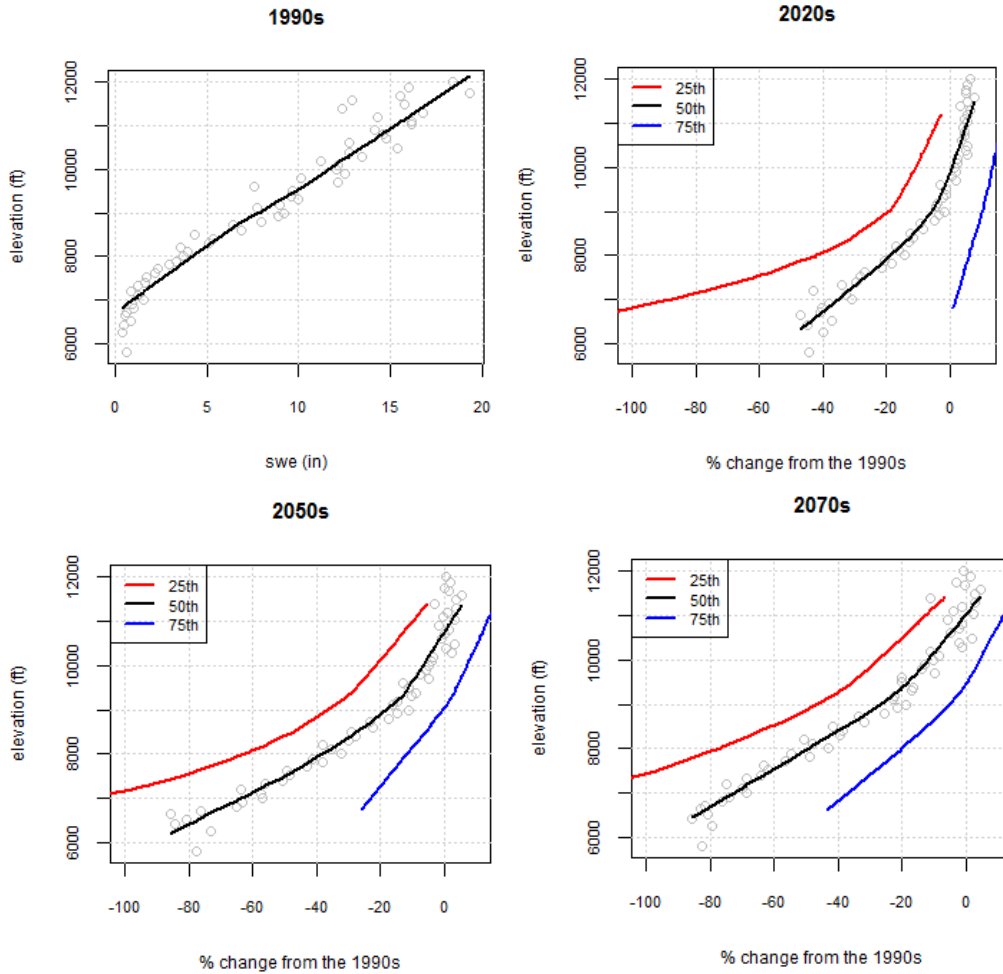 1990s
elevation (ft)
12000
10000
8000
6000
0 5 10 15 20
swe (in)
2020s
elevation (ft)
12000
10000
8000
6000
25th
50th
75th
-100 -80 -60 -40 -20 0
% change from the 1990s
2050s
elevation (ft)
12000
10000
8000
6000
25th
50th
75th
-100 -80 -60 -40 -20 0
% change from the 1990s
2070s
elevation (ft)
12000
10000
8000
6000
25th
50th
75th
-100 -80 -60 -40 -20 0
% change from the 1990s